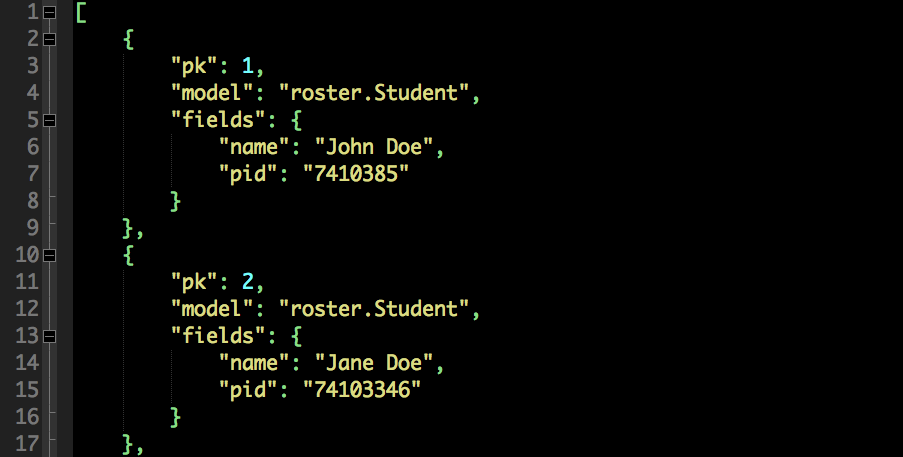 1 [
2     {
3         "pk": 1,
4         "model": "roster.Student",
5         "fields": {
6             "name": "John Doe",
7             "pid": "7410385"
8         }
9     },
10     {
11         "pk": 2,
12         "model": "roster.Student",
13         "fields": {
14             "name": "Jane Doe",
15             "pid": "74103346"
16         }
17     },